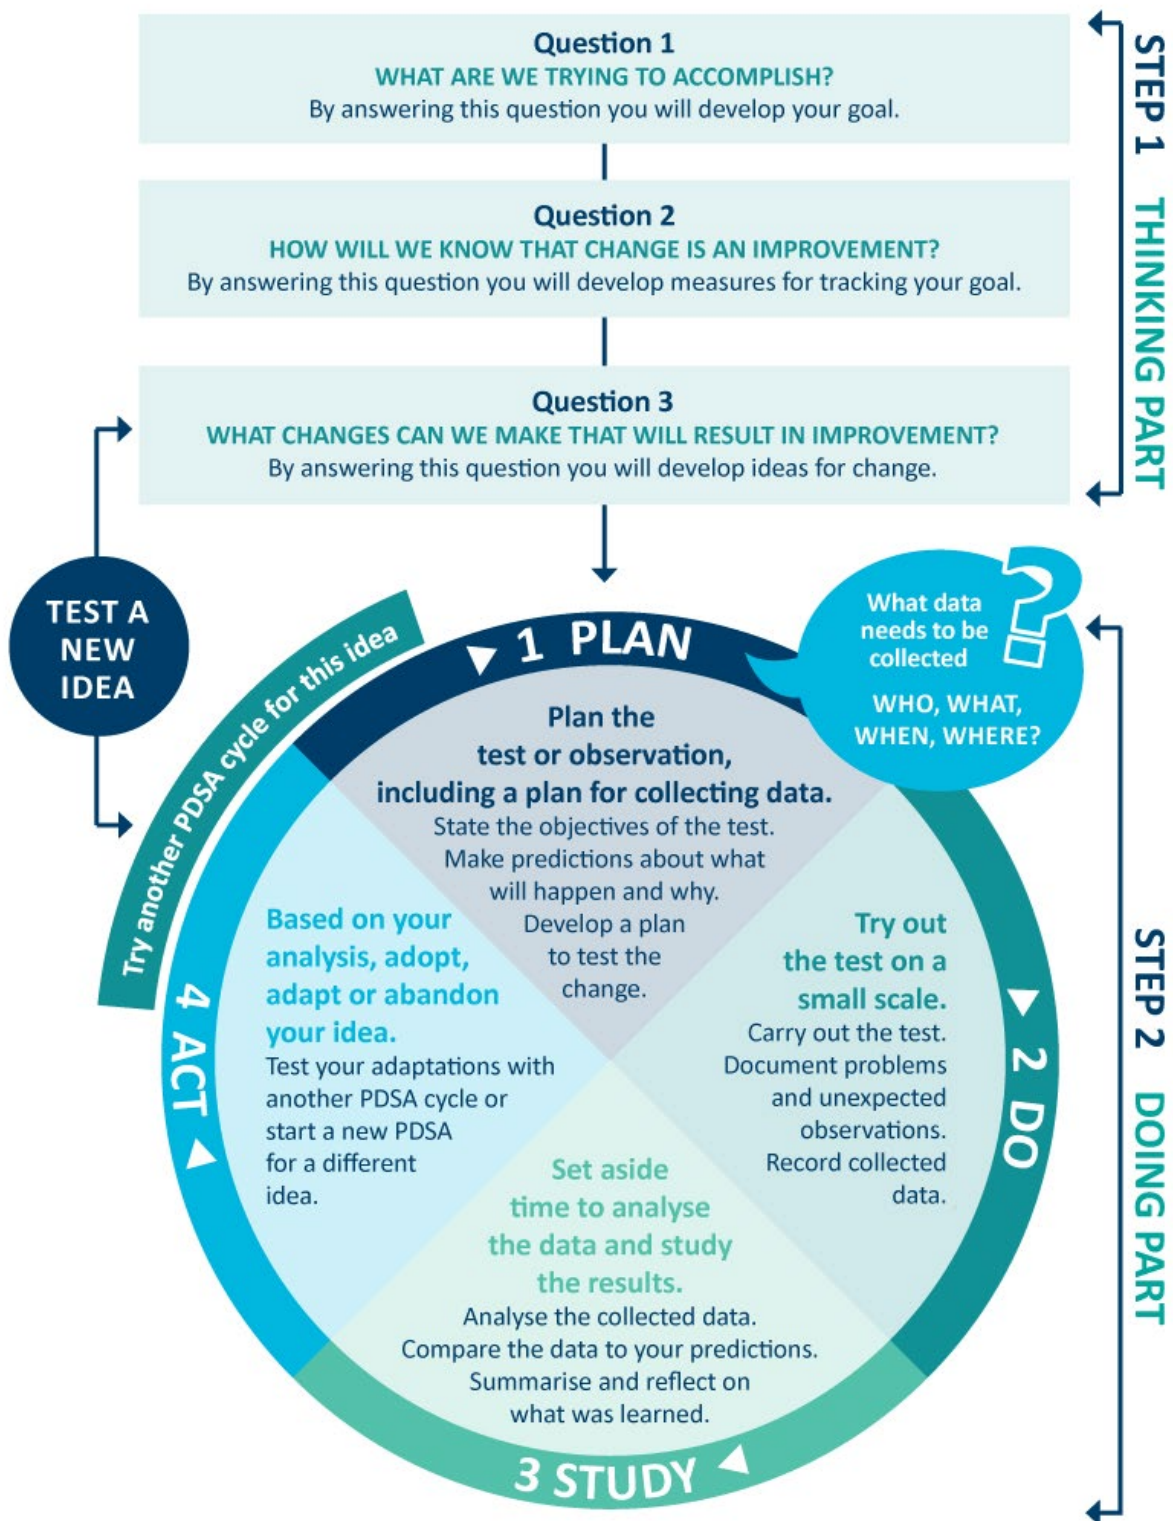 Question 1
WHAT ARE WE TRYING TO ACCOMPLISH?
By answering this question you will develop your goal.
Question 2
HOW WILL WE KNOW THAT CHANGE IS AN IMPROVEMENT?
By answering this question you will develop measures for tracking your goal.
Question 3
WHAT CHANGES CAN WE MAKE THAT WILL RESULT IN IMPROVEMENT?
By answering this question you will develop ideas for change.
STEP 1 THINKING PART
TEST A
NEW
IDEA
Try another PDSA cycle for this idea
1 PLAN
What data
needs to be
collected
?
WHO, WHAT,
WHEN, WHERE?
Plan the
test or observation,
including a plan for collecting data.
State the objectives of the test.
Make predictions about what
will happen and why.
Develop a plan
to test the
change.
2 DO
Try out
the test on a
small scale.
Carry out the test.
Document problems
and unexpected
observations.
Record collected
data.
3 STUDY
Set aside
time to analyse
the data and study
the results.
Analyse the collected data.
Compare the data to your predictions.
Summarise and reflect on
what was learned.
4 ACT
Based on your
analysis, adopt,
adapt or abandon
your idea.
Test your adaptations with
another PDSA cycle or
start a new PDSA
for a different
idea.
STEP 2 DOING PART